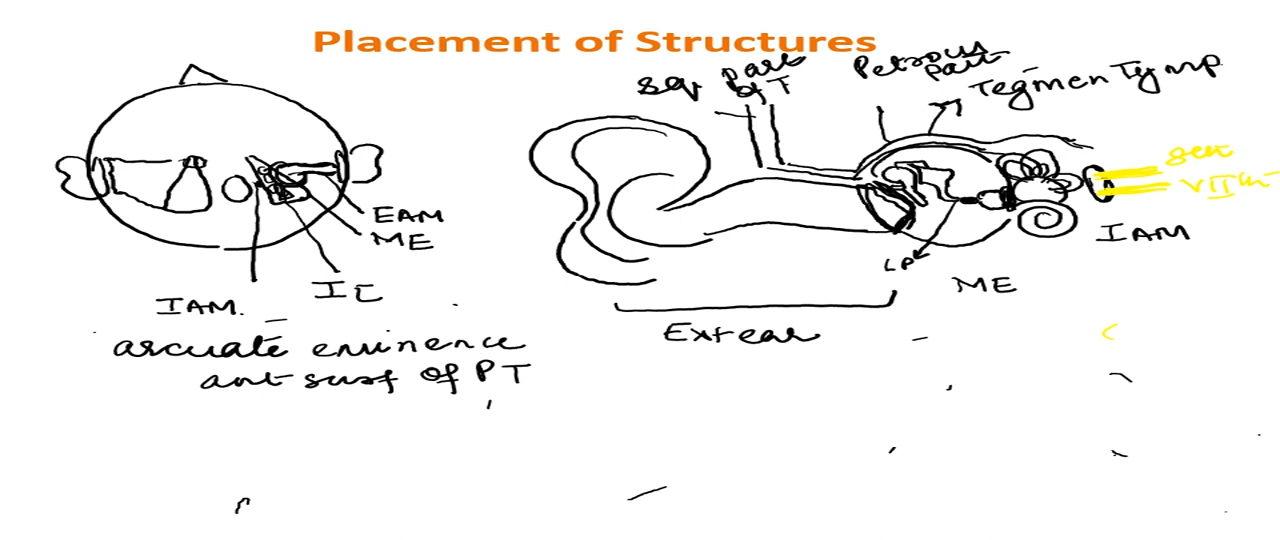 Placement of Structures
Sq. part
of T
Petrous
part
Tegmen Tymp
VIIth
EAM
ME
IE
IAM.
IAM
LP
ME
Ext ear
arcuate eminence
ant surf of PT